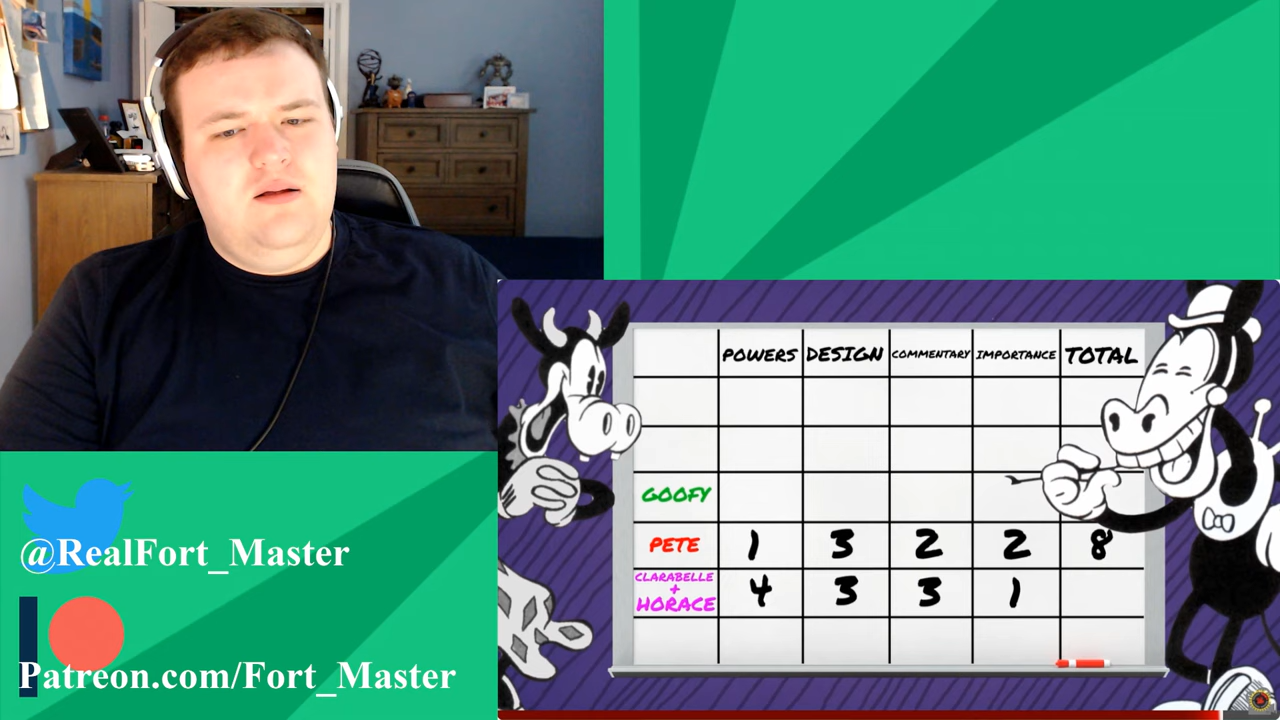 POWERS DESIGN COMMENTARY IMPORTANCE TOTAL
GOOFY
PETE 1 3 2 2 8
CLARABELLE
+
HORACE 4 3 3 1
@RealFort_Master
Patreon.com/Fort_Master